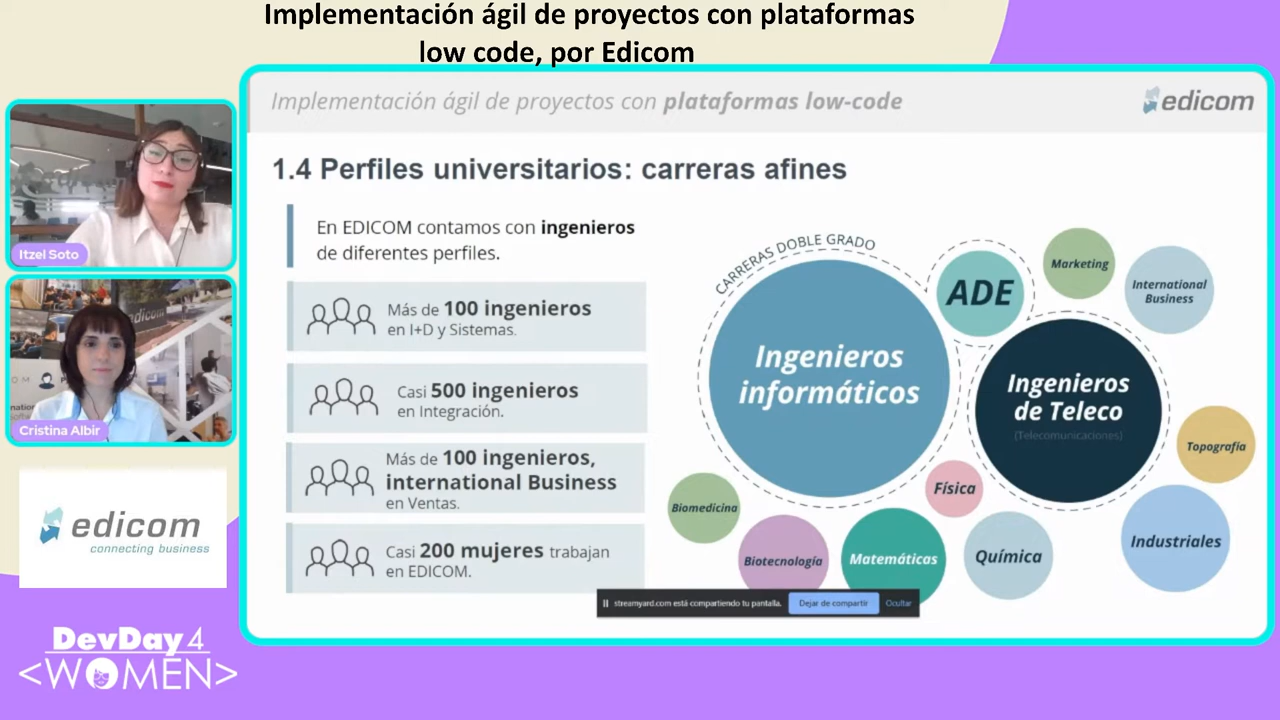 Implementación ágil de proyectos con plataformas
low code, por Edicom
Implementación ágil de proyectos con plataformas low-code
edicom
1.4 Perfiles universitarios: carreras afines
En EDICOM contamos con ingenieros
de diferentes perfiles.
Más de 100 ingenieros
en I+D y Sistemas.
Casi 500 ingenieros
en Integración.
Más de 100 ingenieros,
international Business
en Ventas.
Casi 200 mujeres trabajan
en EDICOM.
CARRERAS DOBLE GRADO
Ingenieros
informáticos
ADE
Marketing
International
Business
Ingenieros
de Teleco
(Telecomunicaciones)
Topografía
Industriales
Física
Química
Matemáticas
Biotecnología
Biomedicina
streamyard.com está compartiendo tu pantalla.
Dejar de compartir
Ocultar
Itzel Soto
edicom
Cristina Albir
edicom
connecting business
DevDay4
<WOMEN>